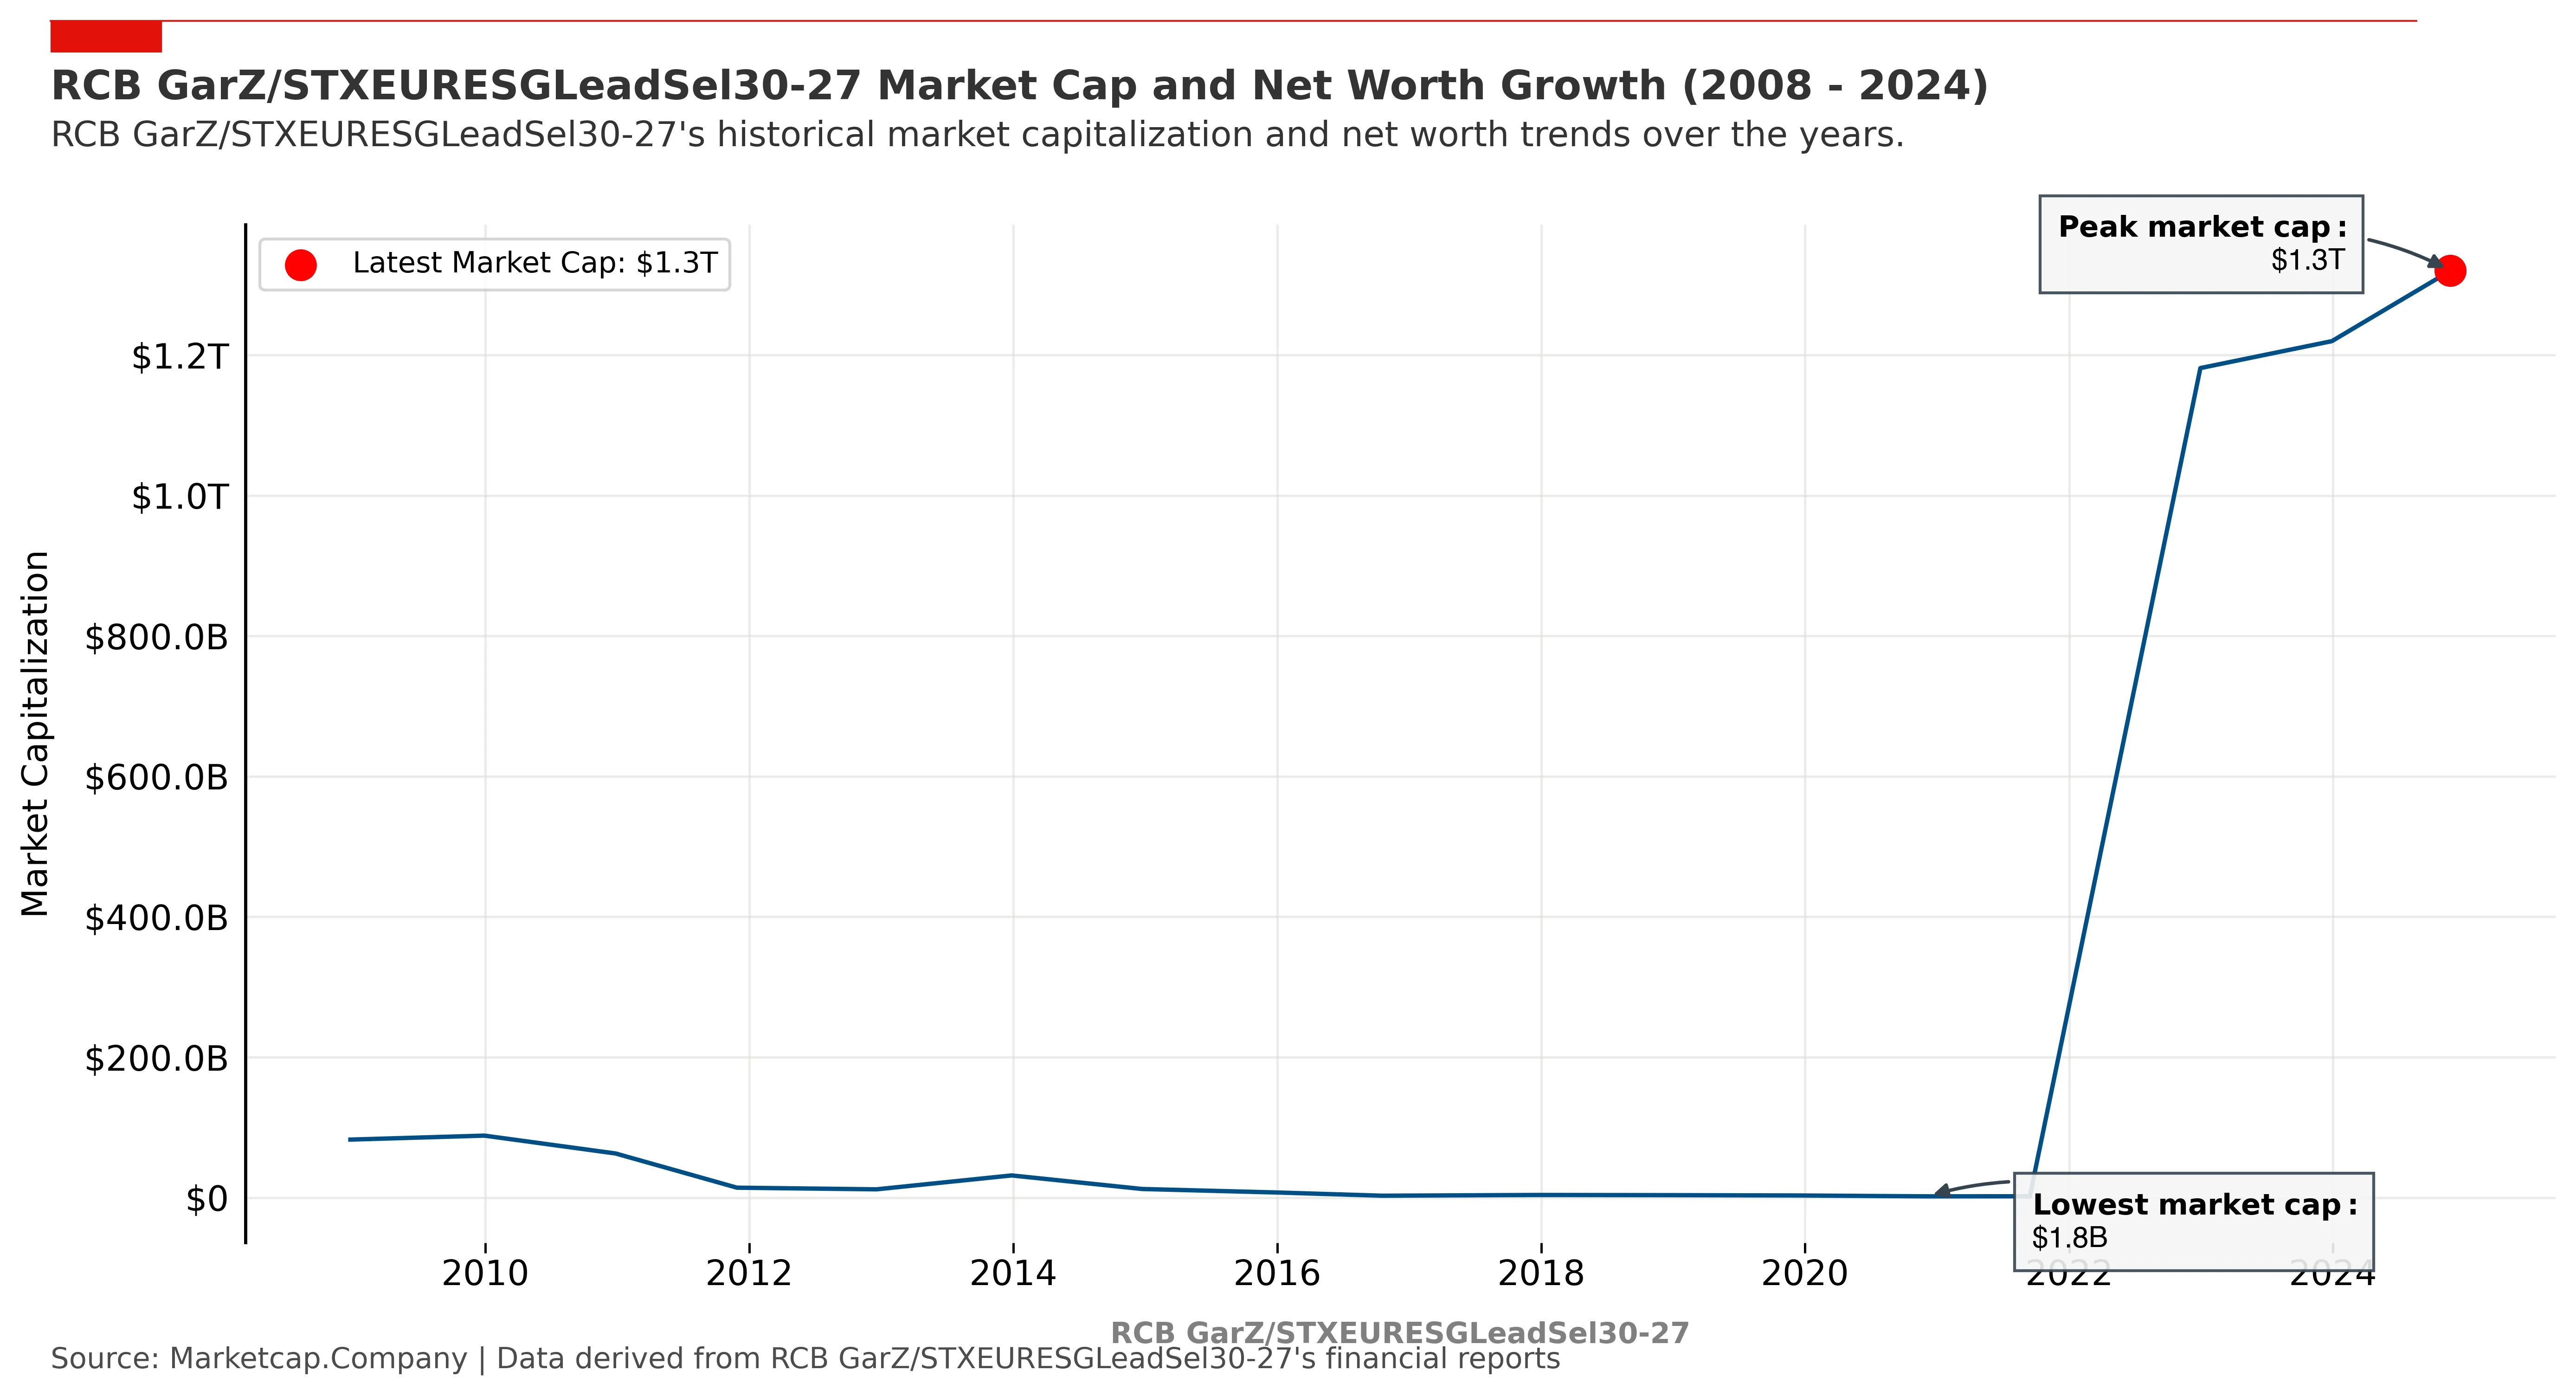 RCB GarZ/STXEURESGLeadSel30-27 Market Cap and Net Worth Growth (2008 - 2024)
RCB GarZ/STXEURESGLeadSel30-27's historical market capitalization and net worth trends over the years.
Peak market cap:
$1.3T
Latest Market Cap: $1.3T
Market Capitalization
$1.2T
$1.0T
$800.0B
$600.0B
$400.0B
$200.0B
$0
Lowest market cap:
$1.8B
2010 2012 2014 2016 2018 2020 2022 2024
RCB GarZ/STXEURESGLeadSel30-27
Source: Marketcap.Company | Data derived from RCB GarZ/STXEURESGLeadSel30-27's financial reports